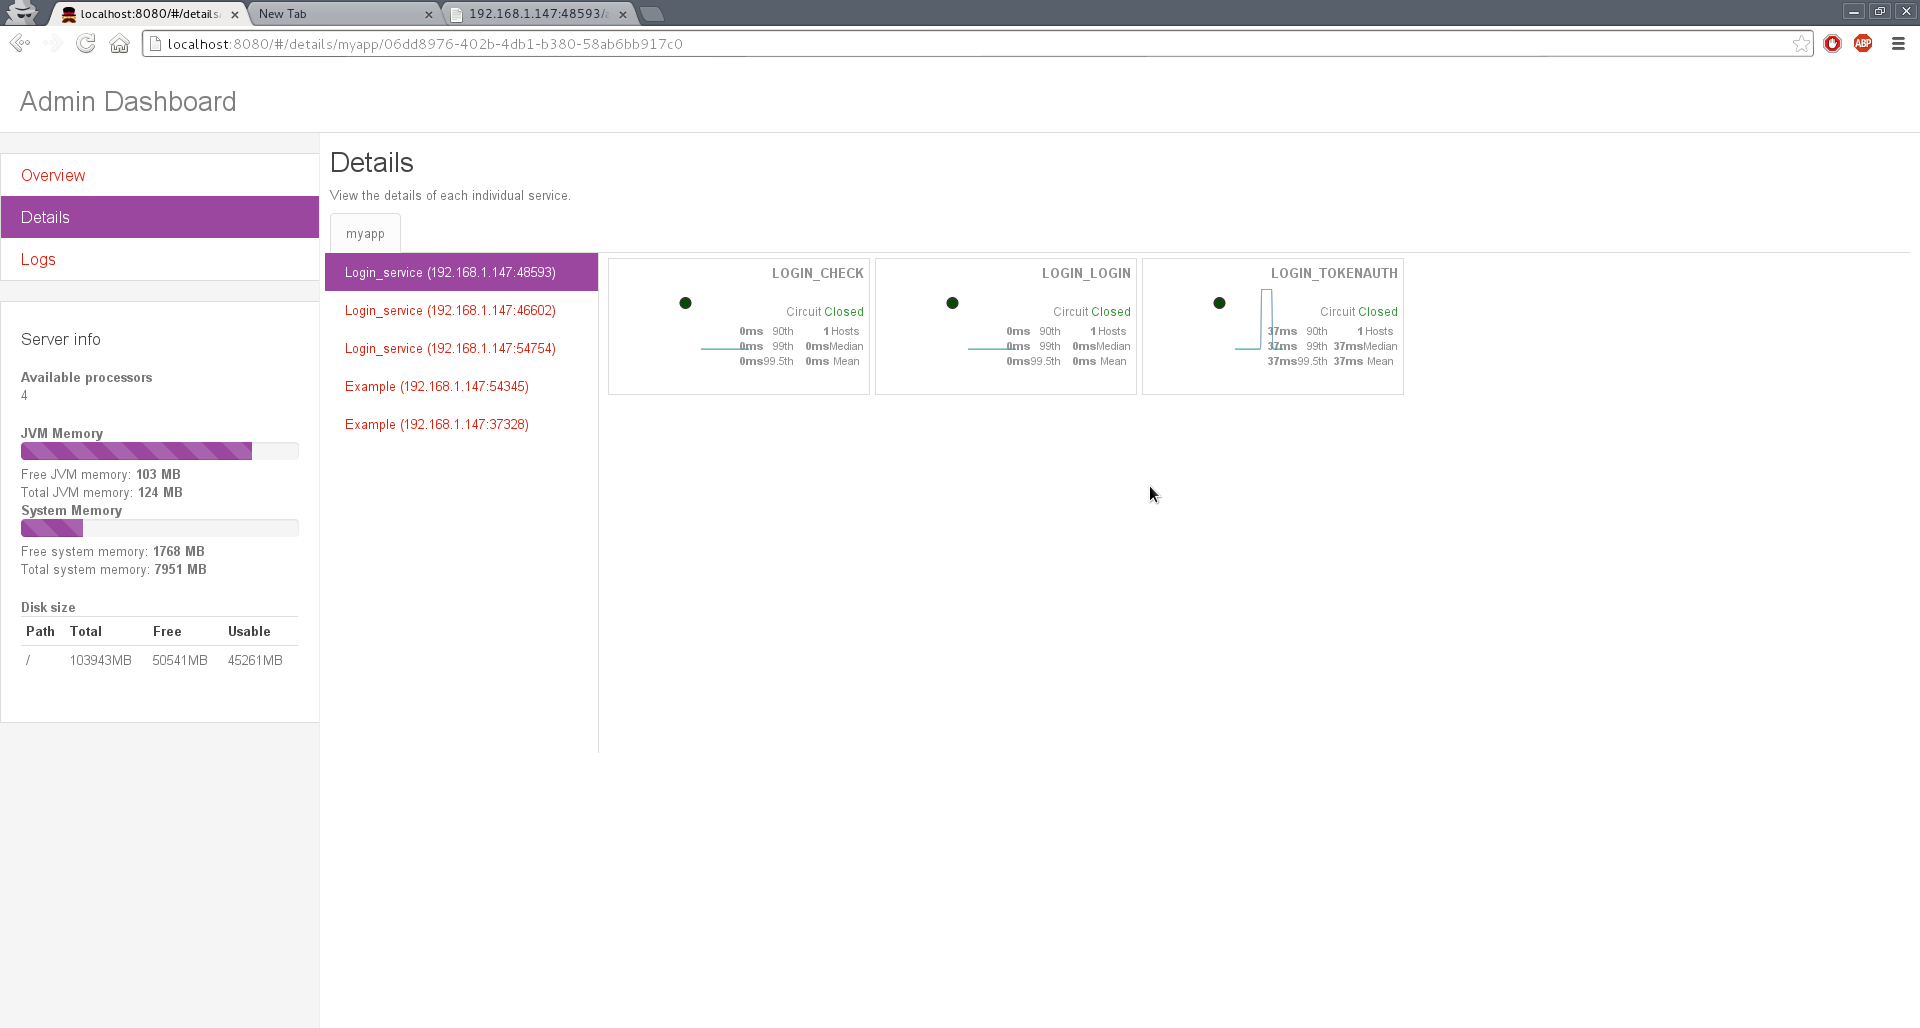 localhost:8080/#/details
New Tab
192.168.1.147:48593/
localhost:8080/#/details/myapp/06dd8976-402b-4db1-b380-58ab6bb917c0
ABP
Admin Dashboard
Overview
Details
Logs
Server info
Available processors
4
JVM Memory
Free JVM memory: 103 MB
Total JVM memory: 124 MB
System Memory
Free system memory: 1768 MB
Total system memory: 7951 MB
Disk size
Path Total Free Usable
/ 103943MB 50541MB 45261MB
Details
View the details of each individual service.
myapp
Login_service (192.168.1.147:48593)
Login_service (192.168.1.147:46602)
Login_service (192.168.1.147:54754)
Example (192.168.1.147:54345)
Example (192.168.1.147:37328)
LOGIN_CHECK
Circuit Closed
0ms 90th 1 Hosts
0ms 99th 0ms Median
0ms 99.5th 0ms Mean
LOGIN_LOGIN
Circuit Closed
0ms 90th 1 Hosts
0ms 99th 0ms Median
0ms 99.5th 0ms Mean
LOGIN_TOKENAUTH
Circuit Closed
37ms 90th 1 Hosts
37ms 99th 37ms Median
37ms 99.5th 37ms Mean